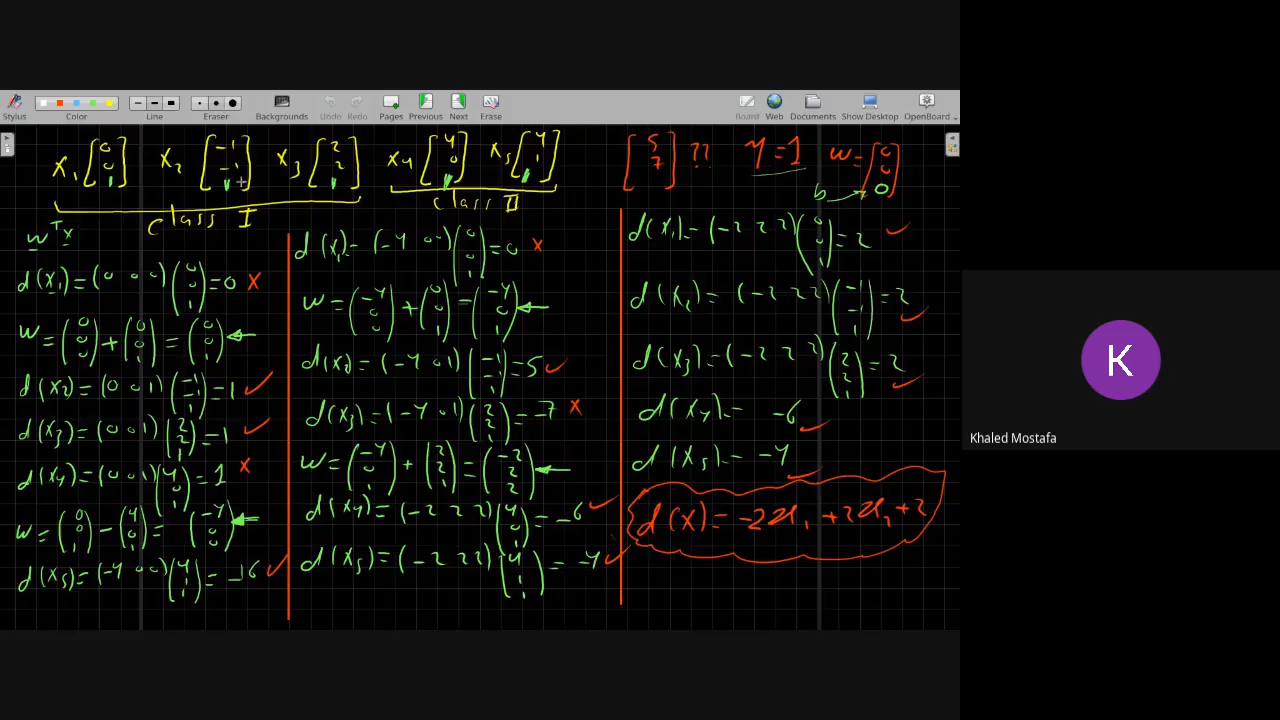 Stylus Color Line Eraser Backgrounds Undo Redo Pages Previous Next Erase Board Web Documents Show Desktop OpenBoard
x₁ [0 0 1] x₂ [-1 -1 1] x₃ [2 2 1] x₄ [4 0 1] x₅ [4 1 1] [5 7] ?? η=1 w=[0 0 0]
b
class I
class II
wᵀx
d(x₁)=(0 0 0)(0 0 1)=0 x
w=(0 0 0)+(0 0 1)=(0 0 1)
d(x₂)=(0 0 1)(-1 -1 1)=1 ✓
d(x₃)=(0 0 1)(2 2 1)=1 ✓
d(x₄)=(0 0 1)(4 0 1)=1 x
w=(0 0 1)-(4 0 1)=(-4 0 0)
d(x₅)=(-4 0 0)(4 1 1)=-16 ✓
d(x₁)=(-4 0 0)(0 0 1)=0 x
w=(-4 0 0)+(0 0 1)=(-4 0 1)
d(x₂)=(-4 0 1)(-1 -1 1)=5 ✓
d(x₃)=(-4 0 1)(2 2 1)=-7 x
w=(-4 0 1)+(2 2 1)=(-2 2 2)
d(x₄)=(-2 2 2)(4 0 1)=-6 ✓
d(x₅)=(-2 2 2)(4 1 1)=-4 ✓
d(x₁)=(-2 2 2)(0 0 1)=2 ✓
d(x₂)=(-2 2 2)(-1 -1 1)=2 ✓
d(x₃)=(-2 2 2)(2 2 1)=2 ✓
d(x₄)= -6 ✓
d(x₅)= -4 ✓
d(x)=-2x₁+2x₂+2
K
Khaled Mostafa